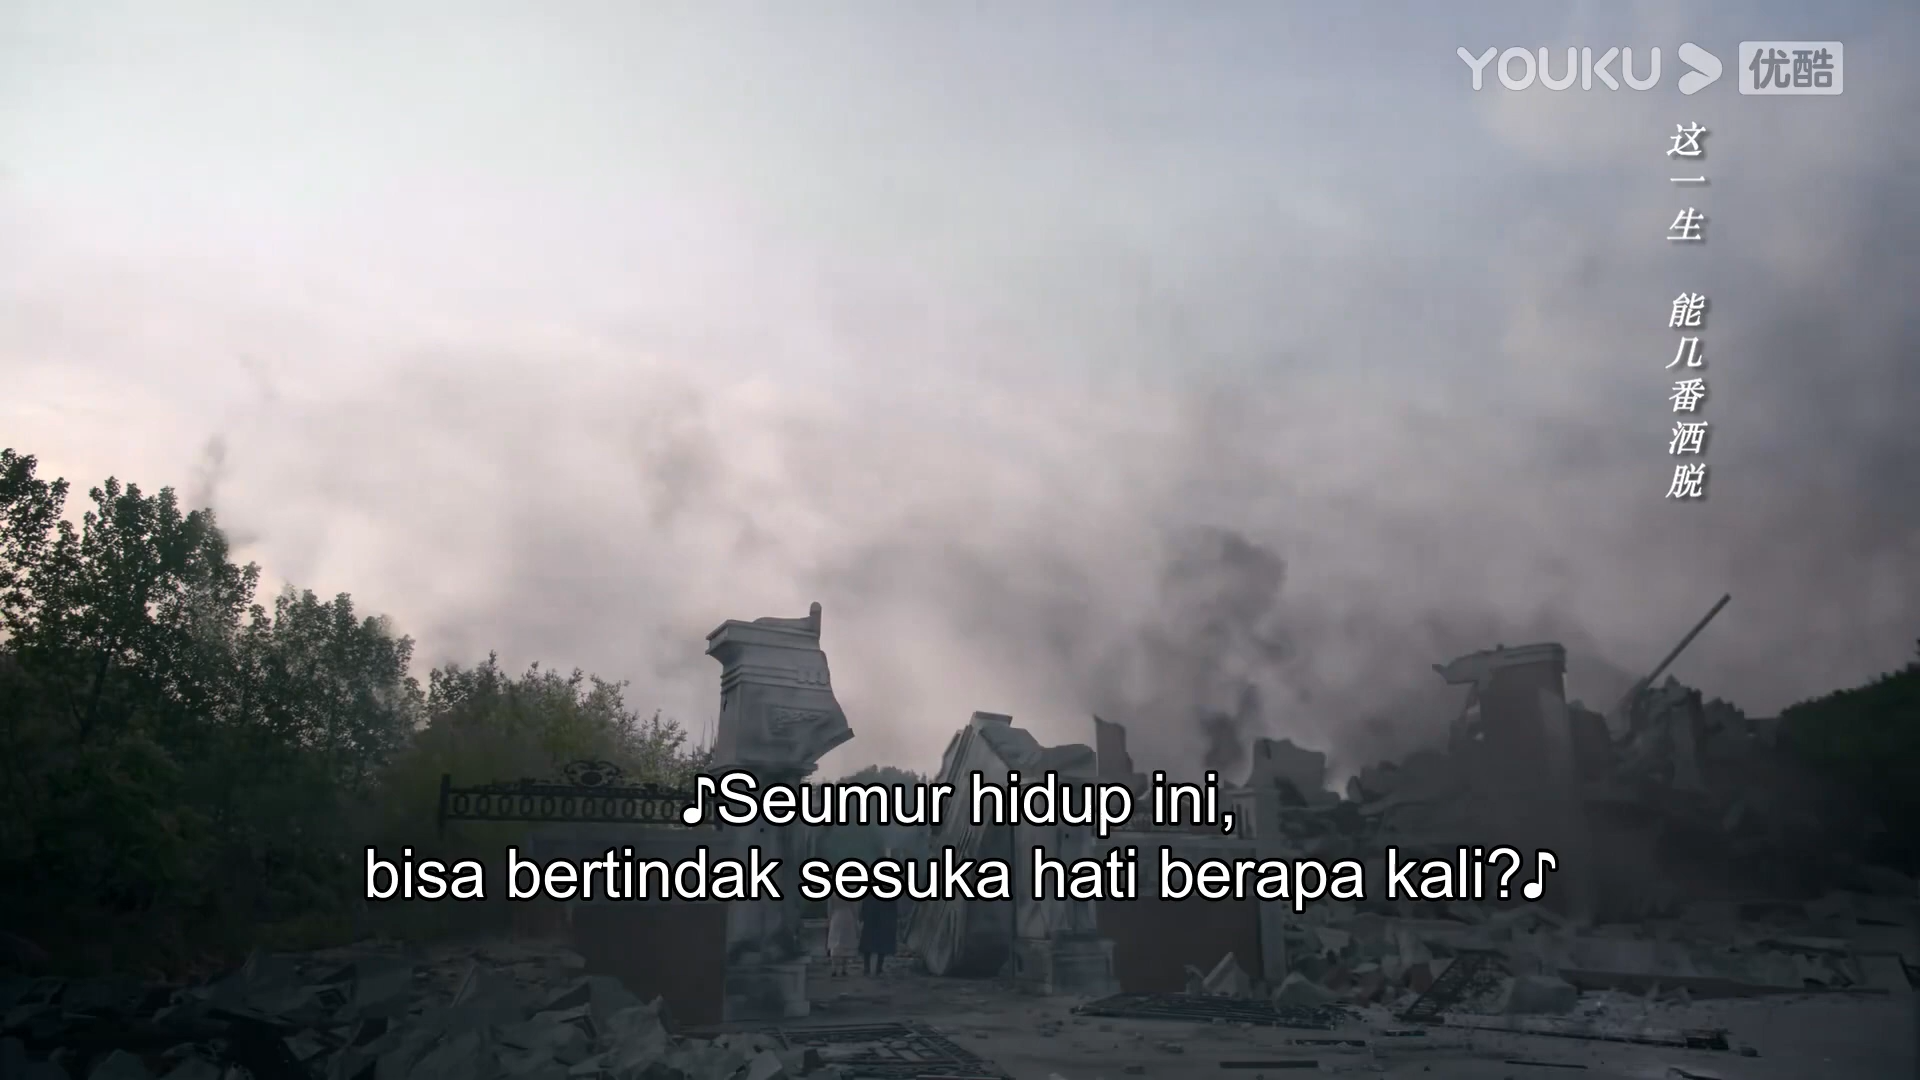 YOUKU 优酷
这一生 能几番洒脱
♪Seumur hidup ini,
bisa bertindak sesuka hati berapa kali?♪